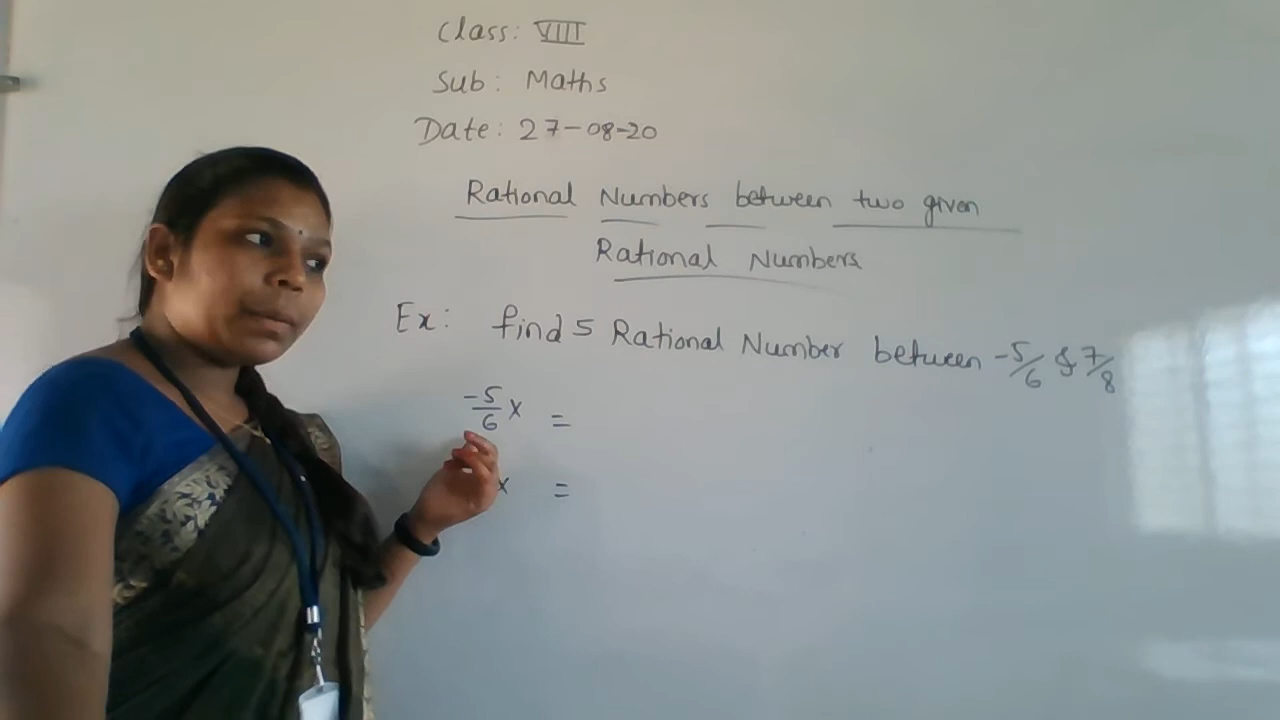 Class: VIII
Sub: Maths
Date: 27-08-20
Rational Numbers between two given
Rational Numbers
Ex: find 5 Rational Number between -5/6 & 7/8
-5/6 x =
x =